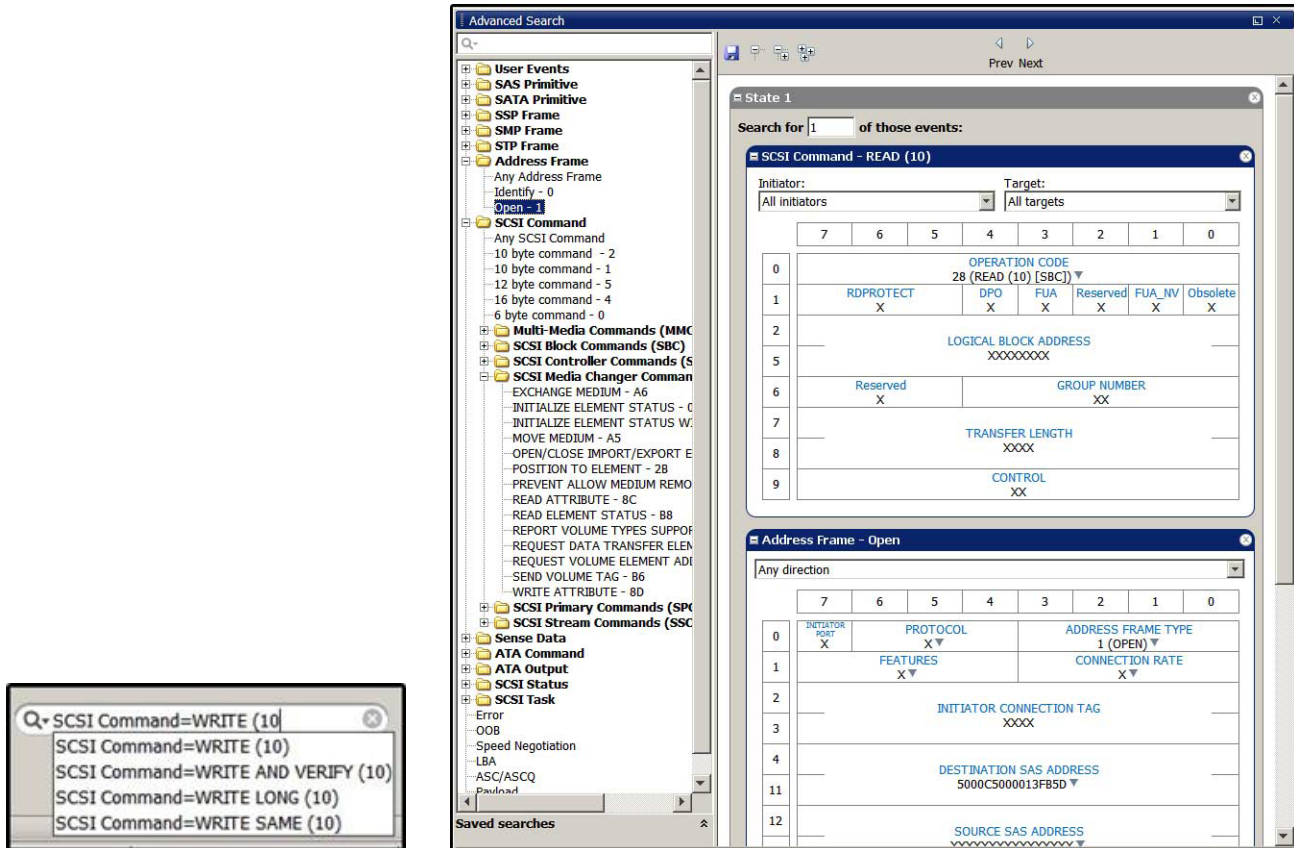 SCSI Command=WRITE (10
SCSI Command=WRITE (10)
SCSI Command=WRITE AND VERIFY (10)
SCSI Command=WRITE LONG (10)
SCSI Command=WRITE SAME (10)
Advanced Search
User Events
SAS Primitive
SATA Primitive
SSP Frame
SMP Frame
STP Frame
Address Frame
Any Address Frame
Identify - 0
Open - 1
SCSI Command
Any SCSI Command
10 byte command - 2
10 byte command - 1
12 byte command - 5
16 byte command - 4
6 byte command - 0
Multi-Media Commands (MMC
SCSI Block Commands (SBC)
SCSI Controller Commands (S
SCSI Media Changer Comman
EXCHANGE MEDIUM - A6
INITIALIZE ELEMENT STATUS - 0
INITIALIZE ELEMENT STATUS W
MOVE MEDIUM - A5
OPEN/CLOSE IMPORT/EXPORT E
POSITION TO ELEMENT - 2B
PREVENT ALLOW MEDIUM REMO
READ ATTRIBUTE - 8C
READ ELEMENT STATUS - B8
REPORT VOLUME TYPES SUPPOR
REQUEST DATA TRANSFER ELEM
REQUEST VOLUME ELEMENT ADD
SEND VOLUME TAG - B6
WRITE ATTRIBUTE - 8D
SCSI Primary Commands (SPC
SCSI Stream Commands (SSC
Sense Data
ATA Command
ATA Output
SCSI Status
SCSI Task
Error
OOB
Speed Negotiation
LBA
ASC/ASCQ
Payload
Saved searches
Prev Next
State 1
Search for 1 of those events:
SCSI Command - READ (10)
Initiator: Target:
All initiators All targets
7 6 5 4 3 2 1 0
0 OPERATION CODE
28 (READ (10) [SBC])
1 RDPROTECT DPO FUA Reserved FUA_NV Obsolete
X X X X X X
2
LOGICAL BLOCK ADDRESS
XXXXXXXX
5
6 Reserved GROUP NUMBER
X XX
7
TRANSFER LENGTH
XXXX
8
9 CONTROL
XX
Address Frame - Open
Any direction
7 6 5 4 3 2 1 0
0 INITIATOR PORT PROTOCOL ADDRESS FRAME TYPE
X X 1 (OPEN)
1 FEATURES CONNECTION RATE
X X
2
INITIATOR CONNECTION TAG
XXXX
3
4
DESTINATION SAS ADDRESS
5000C5000013FB5D
11
12
SOURCE SAS ADDRESS
XXXXXXXXXXXXXXXX